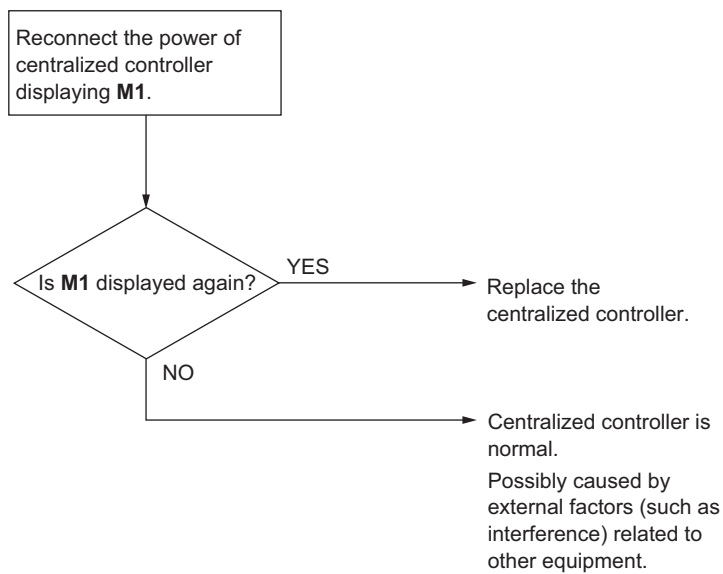 Reconnect the power of
centralized controller
displaying M1.
Is M1 displayed again?
YES
Replace the
centralized controller.
NO
Centralized controller is
normal.
Possibly caused by
external factors (such as
interference) related to
other equipment.